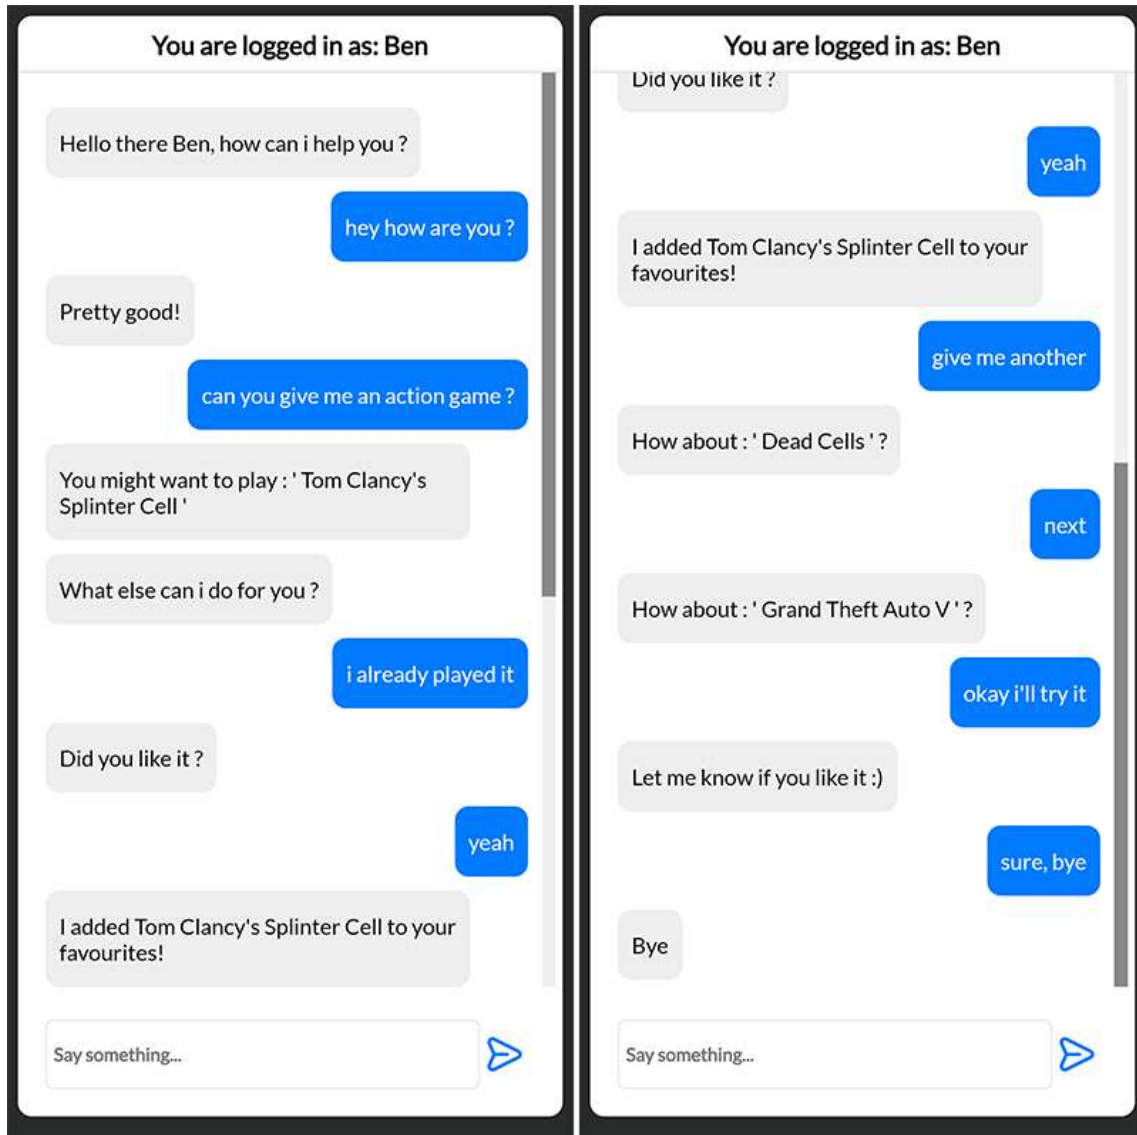 You are logged in as: Ben
Hello there Ben, how can i help you ?
hey how are you ?
Pretty good!
can you give me an action game ?
You might want to play : ' Tom Clancy's
Splinter Cell '
What else can i do for you ?
i already played it
Did you like it ?
yeah
I added Tom Clancy's Splinter Cell to your
favourites!
Say something...
You are logged in as: Ben
Did you like it ?
yeah
I added Tom Clancy's Splinter Cell to your
favourites!
give me another
How about : ' Dead Cells ' ?
next
How about : ' Grand Theft Auto V ' ?
okay i'll try it
Let me know if you like it :)
sure, bye
Bye
Say something...